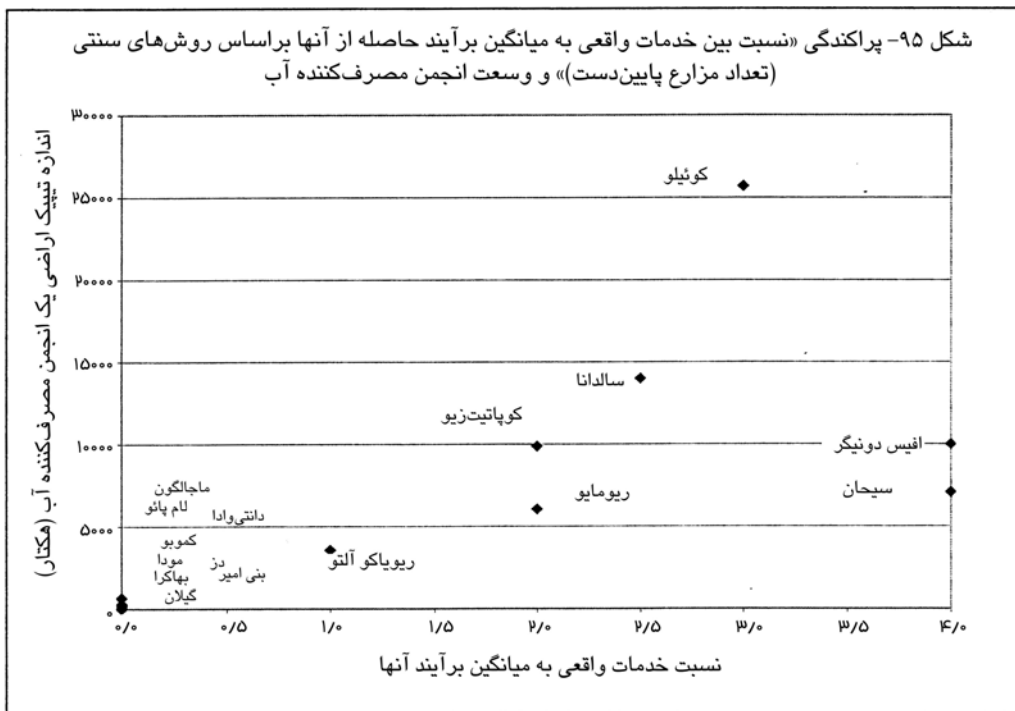 شکل ۹۵- پراکندگی «نسبت بین خدمات واقعی به میانگین برآیند حاصله از آنها براساس روش‌های سنتی
(تعداد مزارع پایین‌دست)» و وسعت انجمن مصرف‌کننده آب
اندازه تیپیک اراضی یک انجمن مصرف‌کننده آب (هکتار)
۳۰۰۰۰
۲۵۰۰۰
۲۰۰۰۰
۱۵۰۰۰
۱۰۰۰۰
۵۰۰۰
۰
کوئیلو
سالدانا
کوپاتیت‌زیو
افیس دونیگر
ریومایو
سیحان
ماجالگون
لام پائو
دانتی‌وادا
کموبو
مودا
دز
بهاکرا
بنی امیر
گیلان
ریویاکو آلتو
۰/۰ ۰/۵ ۱/۰ ۱/۵ ۲/۰ ۲/۵ ۳/۰ ۳/۵ ۴/۰
نسبت خدمات واقعی به میانگین برآیند آنها